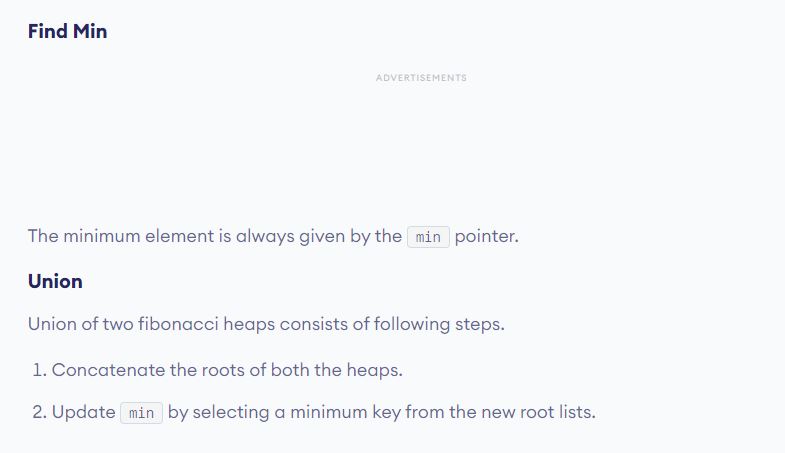 Find Min
ADVERTISEMENTS
The minimum element is always given by the min pointer.
Union
Union of two fibonacci heaps consists of following steps.
1. Concatenate the roots of both the heaps.
2. Update min by selecting a minimum key from the new root lists.